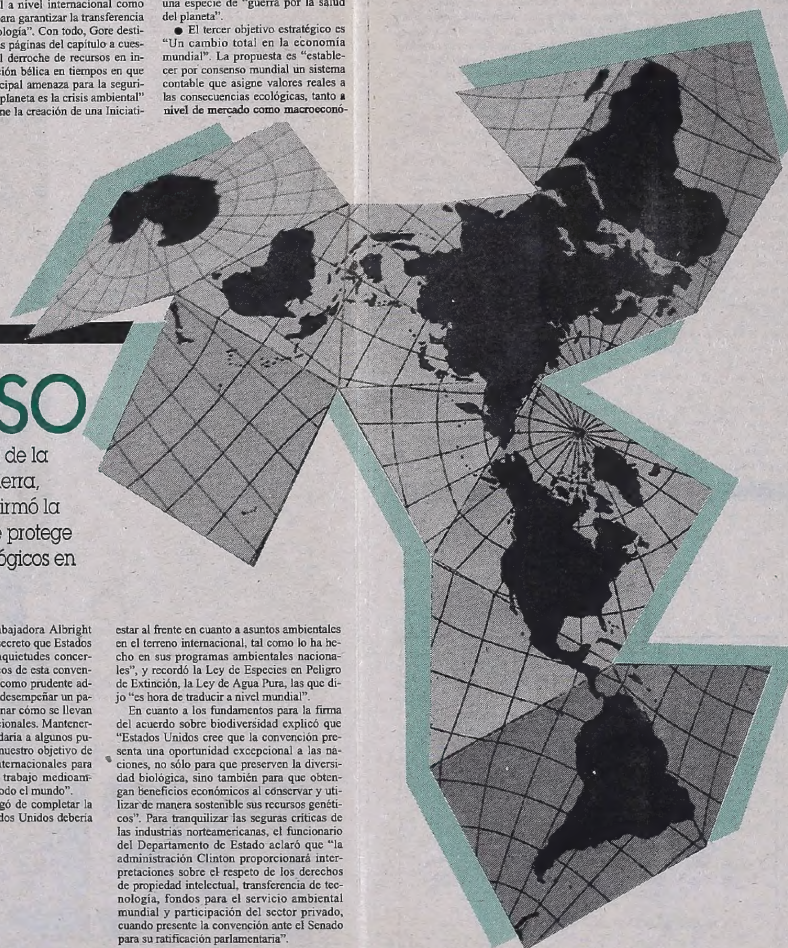 l a nivel internacional como
ara garantizar la transferencia
ología". Con todo, Gore desti-
s páginas del capítulo a cues-
l derroche de recursos en in-
ción bélica en tiempos en que
cipal amenaza para la seguri-
planeta es la crisis ambiental"
ne la creación de una Iniciati-
una especie de "guerra por la salud
del planeta".
● El tercer objetivo estratégico es
"Un cambio total en la economía
mundial". La propuesta es "estable-
cer por consenso mundial un sistema
contable que asigne valores reales a
las consecuencias ecológicas, tanto a
nivel de mercado como macroeconó-
SO
de la
erra,
irmó la
e protege
ógicos en
bajadora Albright
ecreto que Estados
quietudes concer-
os de esta conven-
como prudente ad-
desempeñar un pa-
nar cómo se llevan
ionales. Mantener-
daría a algunos pu-
nuestro objetivo de
ternacionales para
trabajo medioam-
odo el mundo".
gó de completar la
dos Unidos debería
estar al frente en cuanto a asuntos ambientales
en el terreno internacional, tal como lo ha he-
cho en sus programas ambientales naciona-
les", y recordó la Ley de Especies en Peligro
de Extinción, la Ley de Agua Pura, las que di-
jo "es hora de traducir a nivel mundial".
En cuanto a los fundamentos para la firma
del acuerdo sobre biodiversidad explicó que
"Estados Unidos cree que la convención pre-
senta una oportunidad excepcional a las na-
ciones, no sólo para que preserven la diversi-
dad biológica, sino también para que obten-
gan beneficios económicos al conservar y uti-
lizar de manera sostenible sus recursos genéti-
cos". Para tranquilizar las seguras críticas de
las industrias norteamericanas, el funcionario
del Departamento de Estado aclaró que "la
administración Clinton proporcionará inter-
pretaciones sobre el respeto de los derechos
de propiedad intelectual, transferencia de tec-
nología, fondos para el servicio ambiental
mundial y participación del sector privado,
cuando presente la convención ante el Senado
para su ratificación parlamentaria".